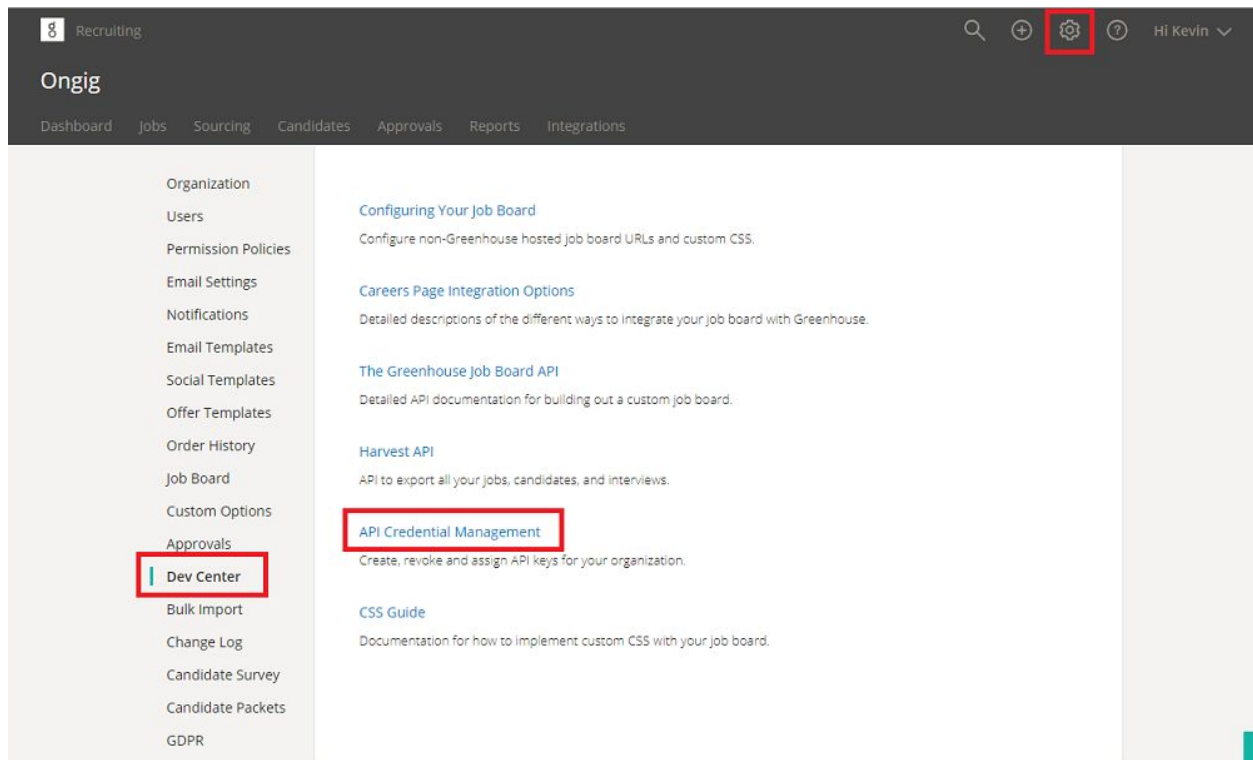 g Recruiting Hi Kevin
Ongig
Dashboard Jobs Sourcing Candidates Approvals Reports Integrations
Organization
Users
Permission Policies
Email Settings
Notifications
Email Templates
Social Templates
Offer Templates
Order History
Job Board
Custom Options
Approvals
Dev Center
Bulk Import
Change Log
Candidate Survey
Candidate Packets
GDPR
Configuring Your Job Board
Configure non-Greenhouse hosted job board URLs and custom CSS.
Careers Page Integration Options
Detailed descriptions of the different ways to integrate your job board with Greenhouse.
The Greenhouse Job Board API
Detailed API documentation for building out a custom job board.
Harvest API
API to export all your jobs, candidates, and interviews.
API Credential Management
Create, revoke and assign API keys for your organization.
CSS Guide
Documentation for how to implement custom CSS with your job board.